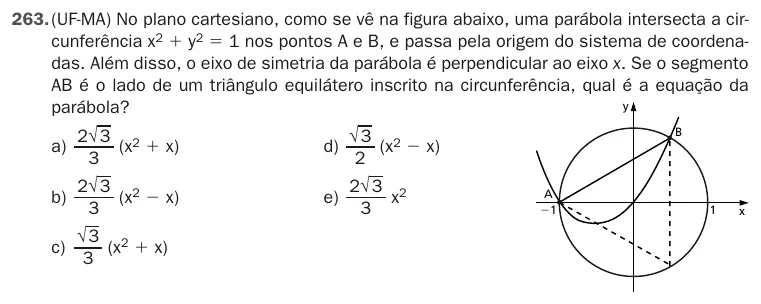 263. (UF-MA) No plano cartesiano, como se vê na figura abaixo, uma parábola intersecta a cir-
cunferência x² + y² = 1 nos pontos A e B, e passa pela origem do sistema de coordena-
das. Além disso, o eixo de simetria da parábola é perpendicular ao eixo x. Se o segmento
AB é o lado de um triângulo equilátero inscrito na circunferência, qual é a equação da
parábola?
a) 2√3/3 (x² + x)
b) 2√3/3 (x² − x)
c) √3/3 (x² + x)
d) √3/2 (x² − x)
e) 2√3/3 x²
y
B
A
−1
1
x